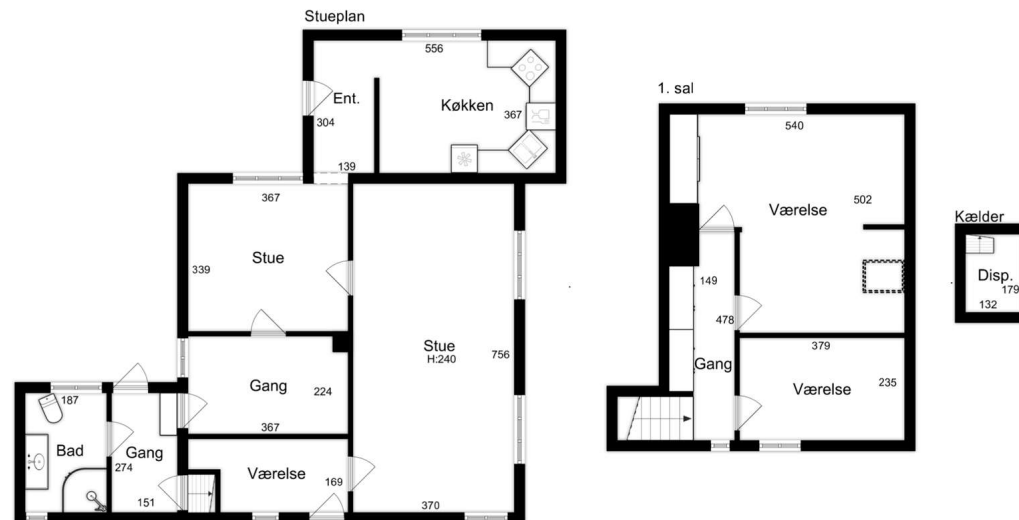 Stueplan
556
Ent.
304
Køkken
367
139
367
339
Stue
Stue
H:240
756
Gang
224
367
187
Bad
274
Gang
151
Værelse
169
370
1. sal
540
Værelse
502
149
478
Gang
379
Værelse
235
Kælder
Disp.
179
132